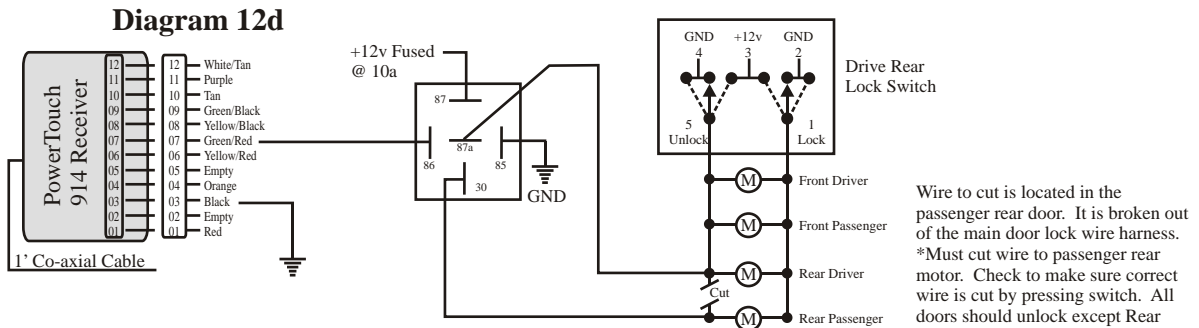 Diagram 12d
PowerTouch
914 Receiver
12
11
10
09
08
07
06
05
04
03
02
01
12 White/Tan
11 Purple
10 Tan
09 Green/Black
08 Yellow/Black
07 Green/Red
06 Yellow/Red
05 Empty
04 Orange
03 Black
02 Empty
01 Red
1' Co-axial Cable
+12v Fused
@ 10a
87
87a
86
85
30
GND
GND +12v GND
4 3 2
5 1
Unlock Lock
Drive Rear
Lock Switch
M Front Driver
M Front Passenger
M Rear Driver
Cut
M Rear Passenger
Wire to cut is located in the
passenger rear door. It is broken out
of the main door lock wire harness.
*Must cut wire to passenger rear
motor. Check to make sure correct
wire is cut by pressing switch. All
doors should unlock except Rear